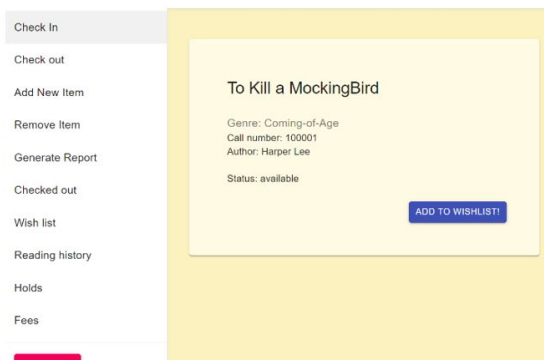 Check In
Check out
Add New Item
Remove Item
Generate Report
Checked out
Wish list
Reading history
Holds
Fees
To Kill a MockingBird
Genre: Coming-of-Age
Call number: 100001
Author: Harper Lee
Status: available
ADD TO WISHLIST!